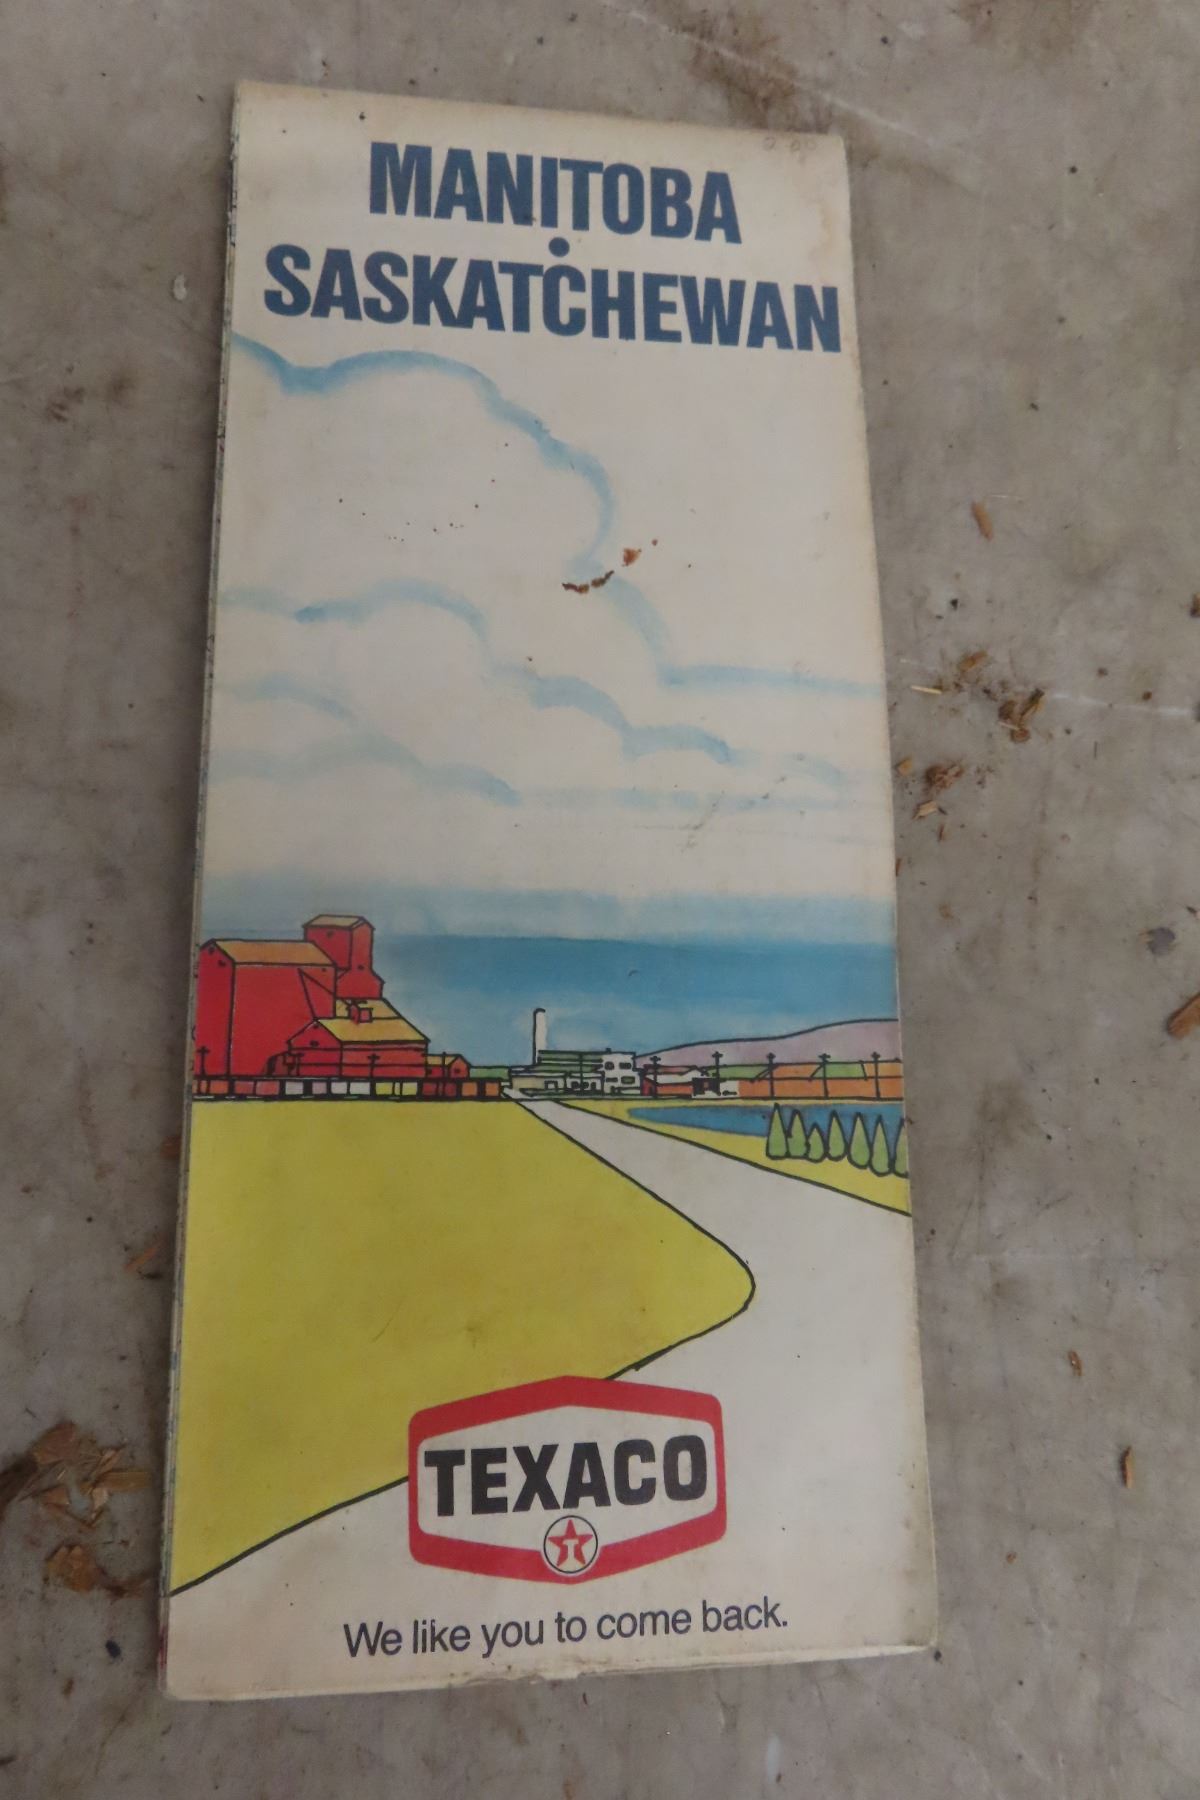 MANITOBA
•
SASKATCHEWAN
TEXACO
T
We like you to come back.